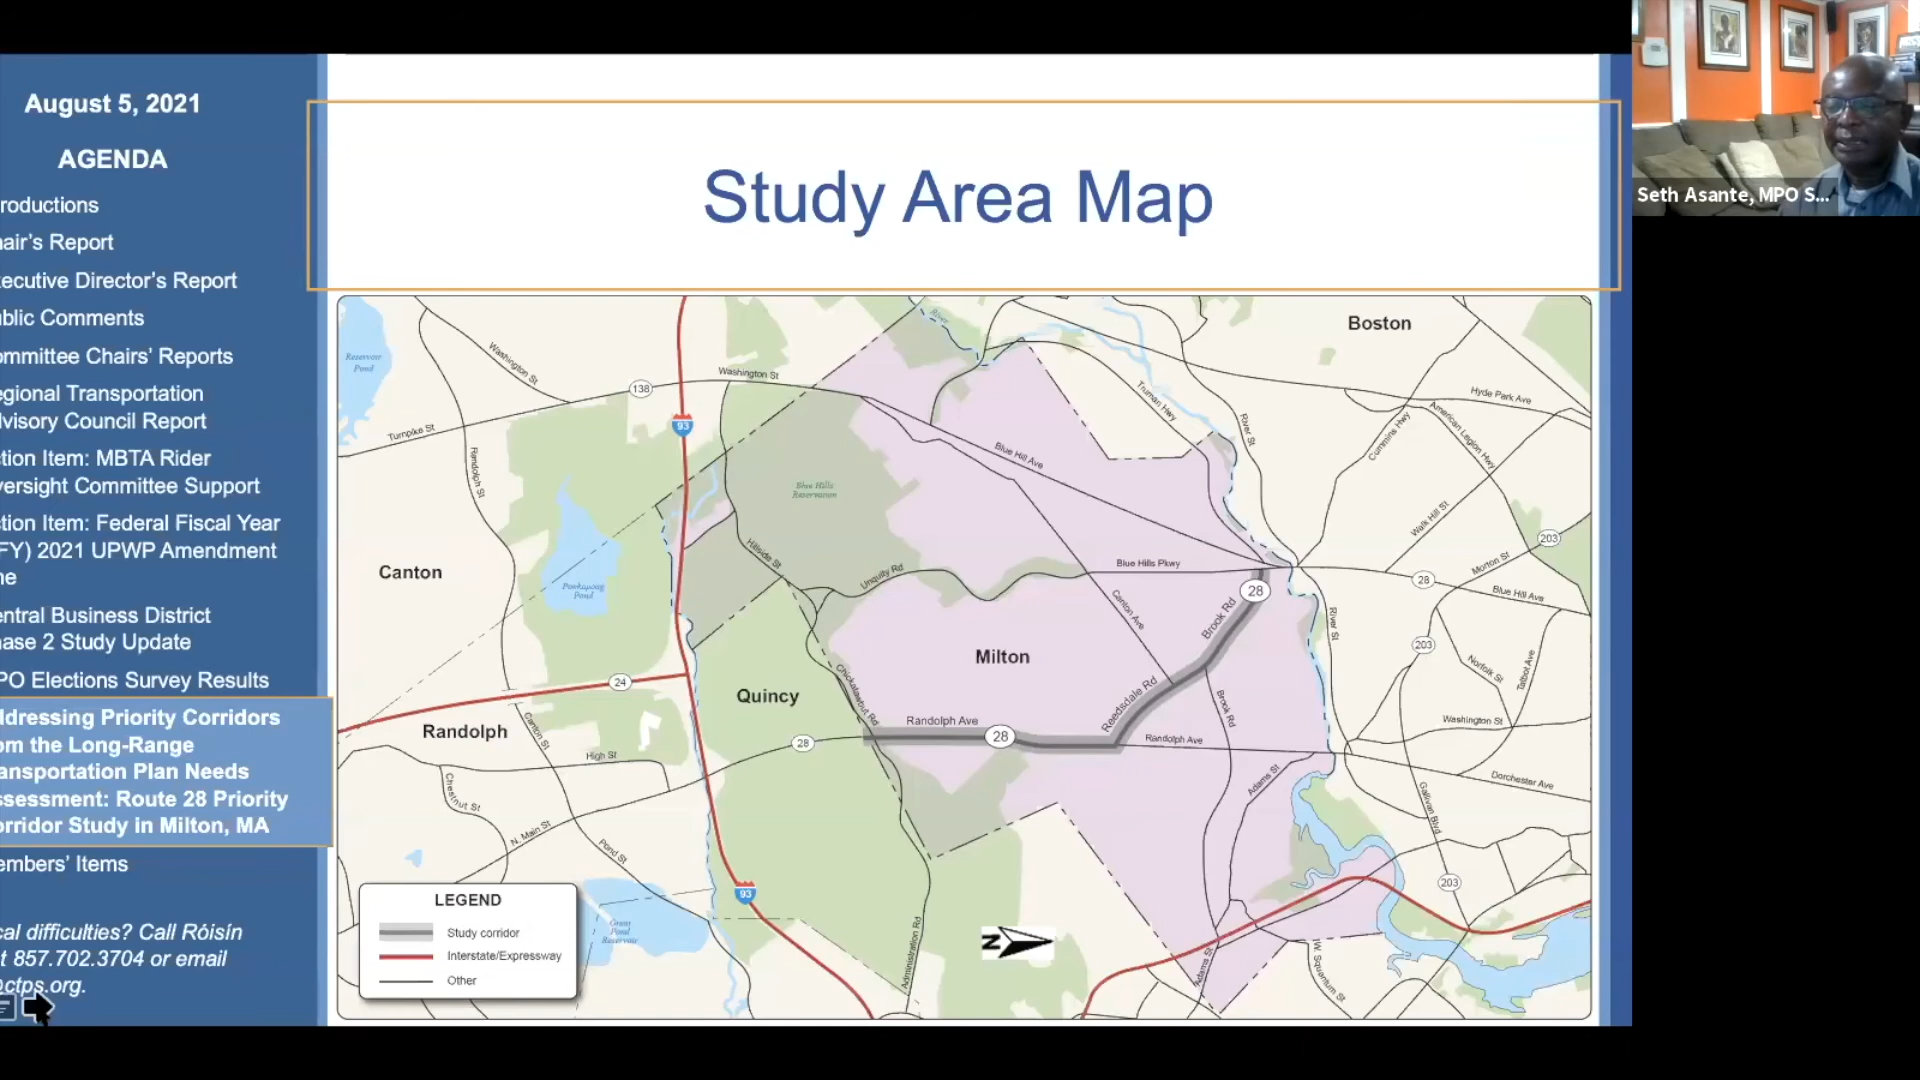 August 5, 2021
AGENDA
roductions
air's Report
ecutive Director's Report
blic Comments
ommittee Chairs' Reports
egional Transportation
dvisory Council Report
tion Item: MBTA Rider
versight Committee Support
tion Item: Federal Fiscal Year
FY) 2021 UPWP Amendment
ne
entral Business District
ase 2 Study Update
PO Elections Survey Results
ddressing Priority Corridors
om the Long-Range
ansportation Plan Needs
ssessment: Route 28 Priority
orridor Study in Milton, MA
embers' Items
cal difficulties? Call Róisín
t 857.702.3704 or email
@ctps.org.
Study Area Map
Seth Asante, MPO S...
Boston
River
Reservoir
Pond
Washington St
Washington St
138
Truman Hwy
Hyde Park Ave
93
River St
Cummins Hwy
American Legion Hwy
Turnpike St
Randolph St
Blue Hill Ave
Blue Hills
Reservation
Walk Hill St
203
Morton St
Canton
Hillside St
Unquity Rd
Blue Hills Pkwy
28
28
Blue Hill Ave
Ponkapoag
Pond
Canton Ave
Brook Rd
River St
203
Milton
Norfolk St
Talbot Ave
24
Quincy
Chickatawbut Rd
Reedsdale Rd
Brook Rd
Randolph
Canton St
High St
28
Randolph Ave
28
Randolph Ave
Washington St
Chestnut St
Adams St
Dorchester Ave
Gallivan Blvd
N. Main St
Pond St
93
203
LEGEND
Study corridor
Interstate/Expressway
Other
Great
Pond
Reservoir
Administration Rd
N
Adams St
W. Squantum St